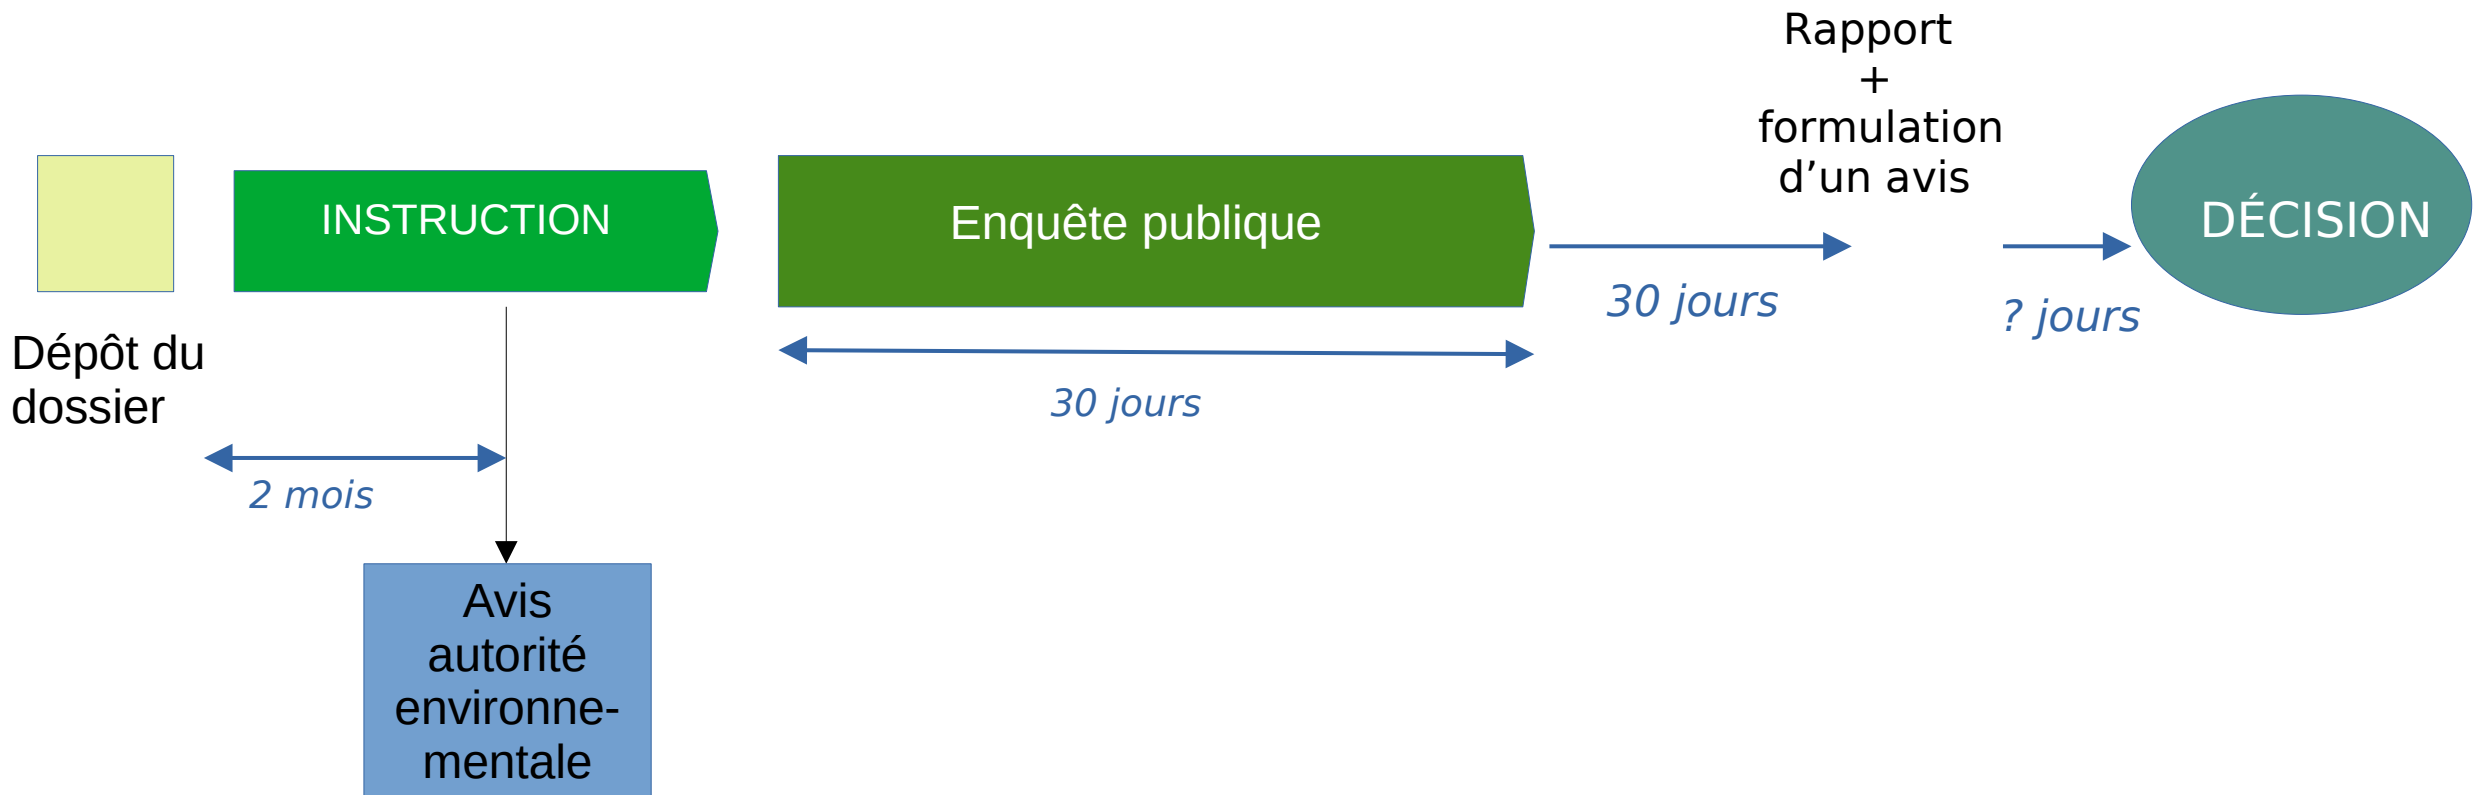 Dépôt du
dossier
2 mois
INSTRUCTION
Avis
autorité
environne-
mentale
Enquête publique
30 jours
30 jours
Rapport
+
formulation
d’un avis
? jours
DÉCISION